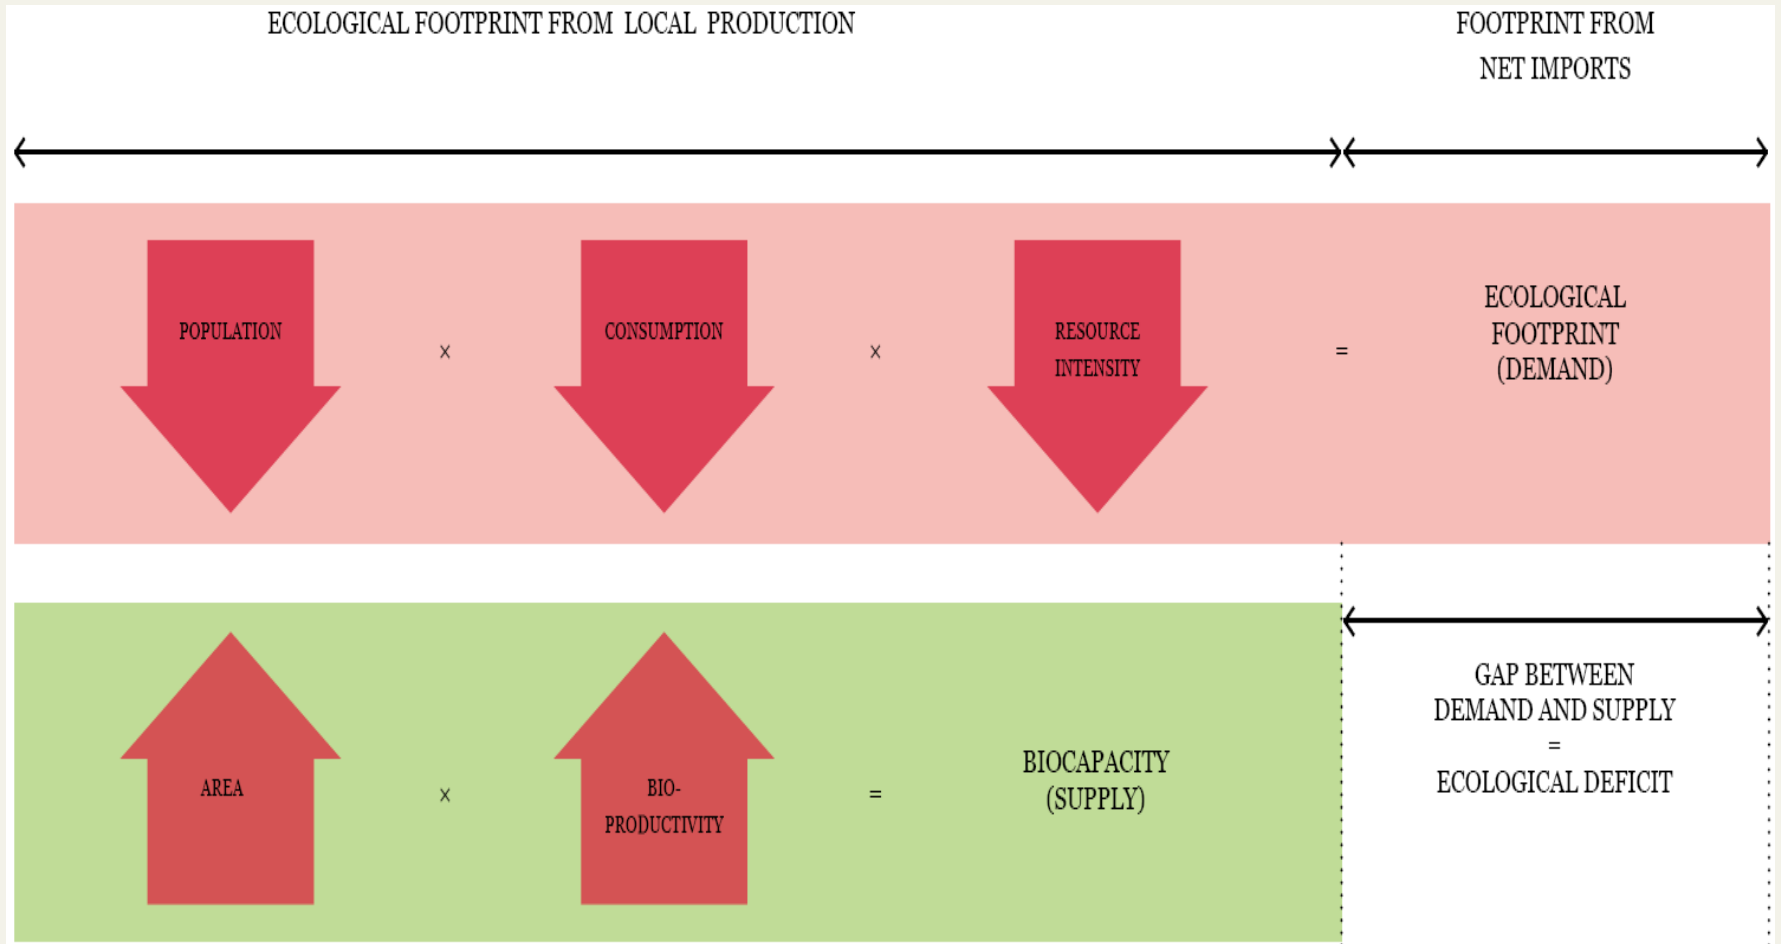 ECOLOGICAL FOOTPRINT FROM LOCAL PRODUCTION
FOOTPRINT FROM
NET IMPORTS
POPULATION
×
CONSUMPTION
×
RESOURCE
INTENSITY
=
ECOLOGICAL
FOOTPRINT
(DEMAND)
AREA
×
BIO-
PRODUCTIVITY
=
BIOCAPACITY
(SUPPLY)
GAP BETWEEN
DEMAND AND SUPPLY
=
ECOLOGICAL DEFICIT